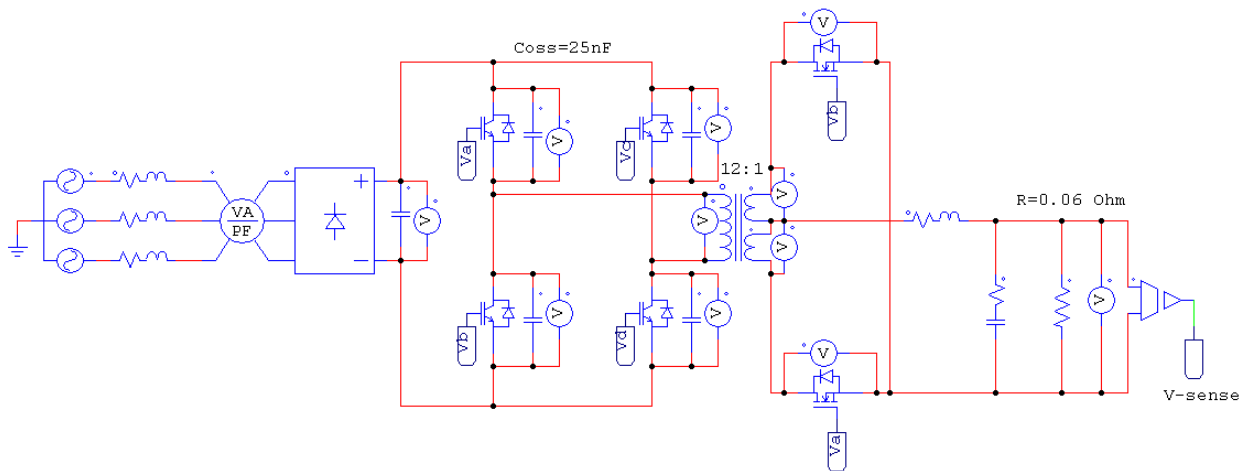 Coss=25nF
V
Vb
Va
V
Vc
V
12:1
V
VA
PF
+
-
V
V
V
R=0.06 Ohm
V
Vb
V
Vd
V
V
Va
V-sense